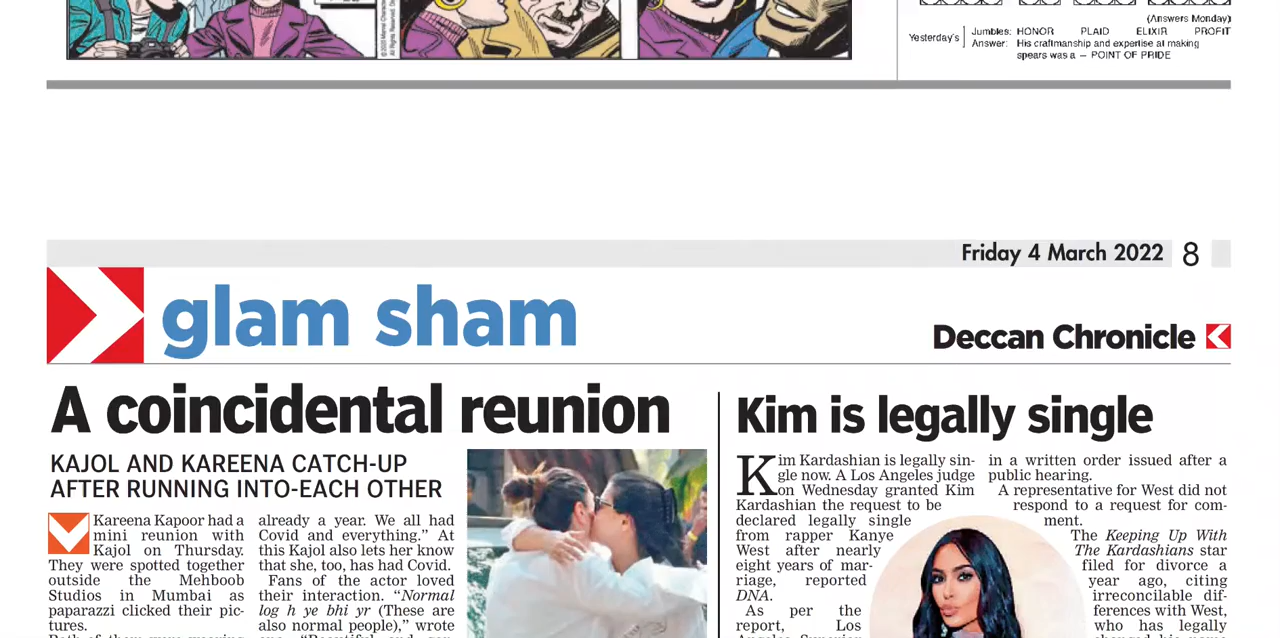 (Answers Monday)
Yesterday's
Jumbles: HONOR PLAID ELIXIR PROFIT
Answer: His craftmanship and expertise at making
spears was a — POINT OF PRIDE
Friday 4 March 2022 8
glam sham
Deccan Chronicle
A coincidental reunion
KAJOL AND KAREENA CATCH-UP
AFTER RUNNING INTO-EACH OTHER
Kareena Kapoor had a
mini reunion with
Kajol on Thursday.
They were spotted together
outside the Mehboob
Studios in Mumbai as
paparazzi clicked their pic-
tures.
already a year. We all had
Covid and everything.” At
this Kajol also lets her know
that she, too, has had Covid.
Fans of the actor loved
their interaction. “Normal
log h ye bhi yr (These are
also normal people),” wrote
Kim is legally single
Kim Kardashian is legally sin-
gle now. A Los Angeles judge
on Wednesday granted Kim
Kardashian the request to be
declared legally single
from rapper Kanye
West after nearly
eight years of mar-
riage, reported
DNA.
As per the
report, Los
in a written order issued after a
public hearing.
A representative for West did not
respond to a request for com-
ment.
The Keeping Up With
The Kardashians star
filed for divorce a
year ago, citing
irreconcilable dif-
ferences with West,
who has legally